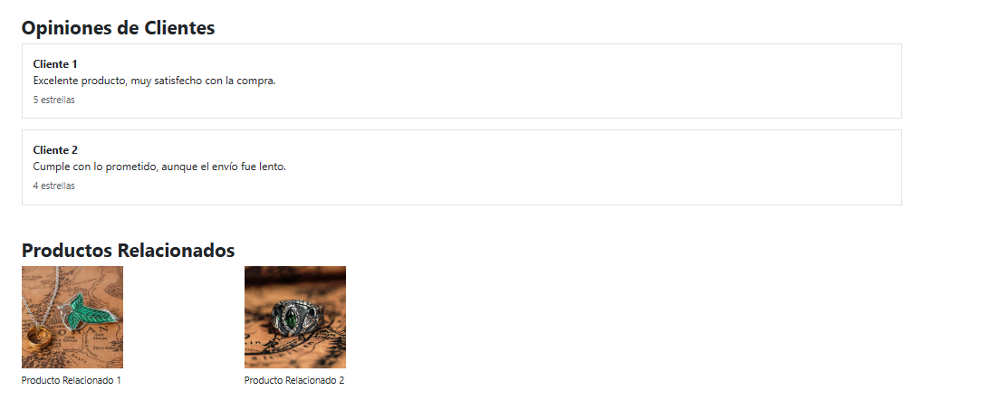 Opiniones de Clientes
Cliente 1
Excelente producto, muy satisfecho con la compra.
5 estrellas
Cliente 2
Cumple con lo prometido, aunque el envío fue lento.
4 estrellas
Productos Relacionados
Producto Relacionado 1
Producto Relacionado 2